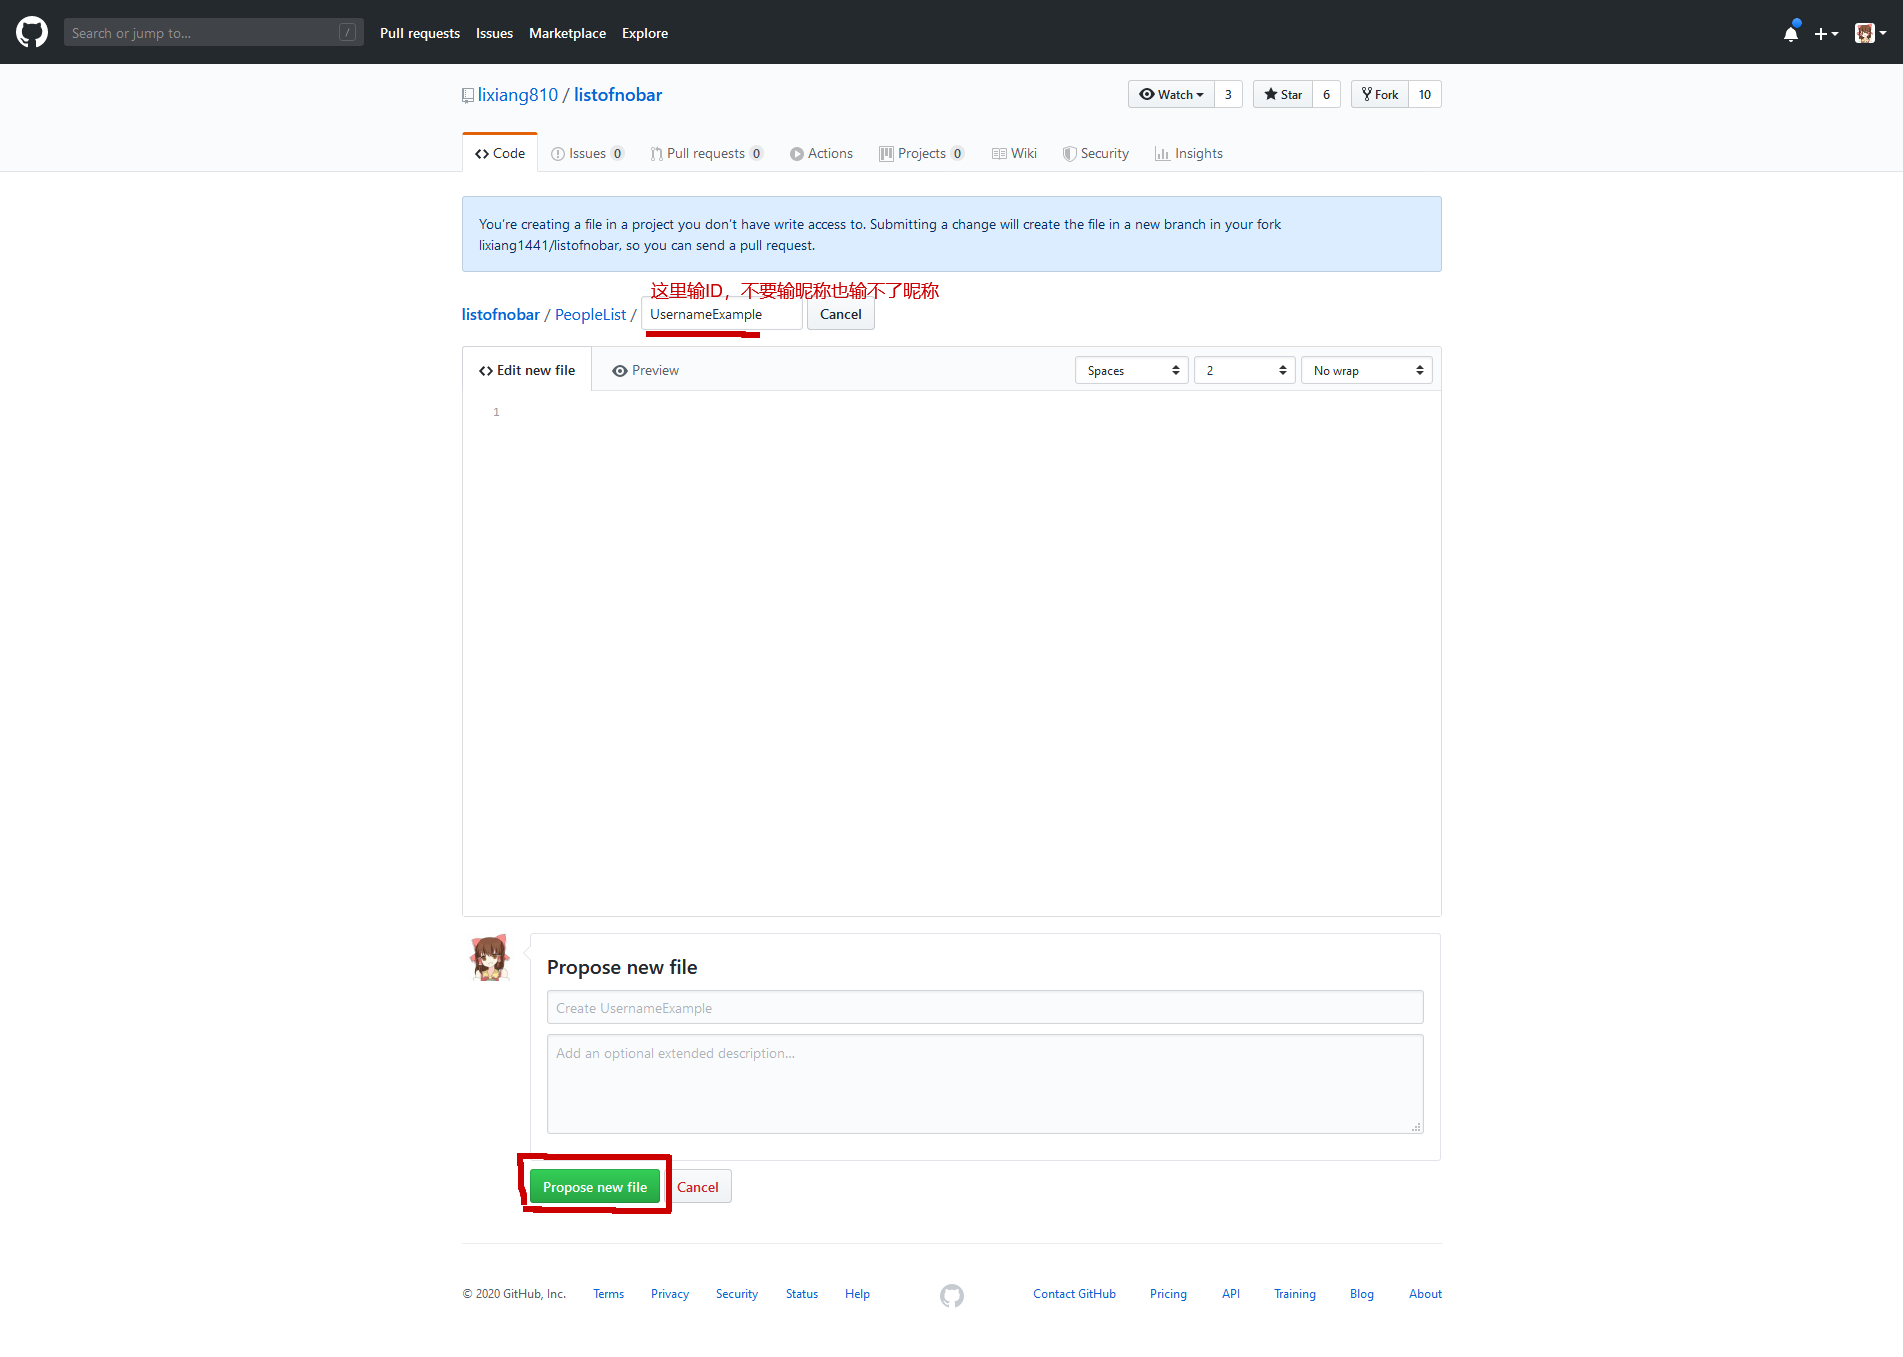 Search or jump to... /
Pull requests Issues Marketplace Explore
lixiang810 / listofnobar
Watch 3 Star 6 Fork 10
Code Issues 0 Pull requests 0 Actions Projects 0 Wiki Security Insights
You're creating a file in a project you don't have write access to. Submitting a change will create the file in a new branch in your fork
lixiang1441/listofnobar, so you can send a pull request.
这里输ID，不要输昵称也输不了昵称
listofnobar / PeopleList / UsernameExample Cancel
Edit new file Preview Spaces 2 No wrap
1
Propose new file
Create UsernameExample
Add an optional extended description...
Propose new file Cancel
© 2020 GitHub, Inc. Terms Privacy Security Status Help Contact GitHub Pricing API Training Blog About